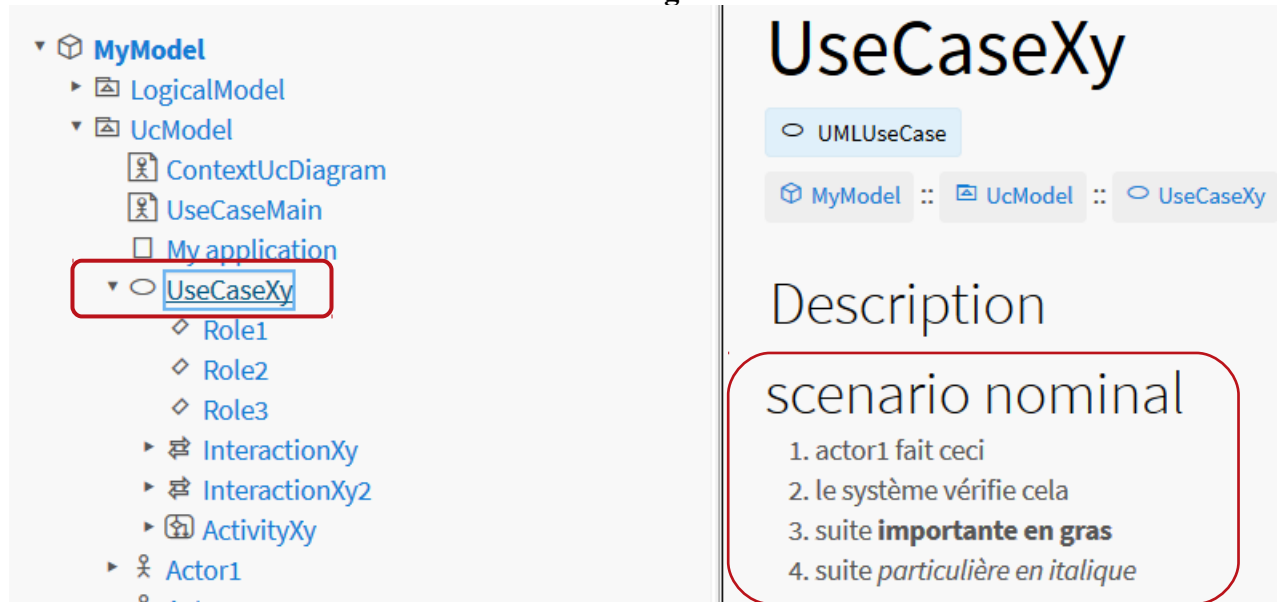 MyModel
LogicalModel
UcModel
ContextUcDiagram
UseCaseMain
My application
UseCaseXy
Role1
Role2
Role3
InteractionXy
InteractionXy2
ActivityXy
Actor1
UseCaseXy
UMLUseCase
MyModel :: UcModel :: UseCaseXy
Description
scenario nominal
1. actor1 fait ceci
2. le système vérifie cela
3. suite importante en gras
4. suite particulière en italique